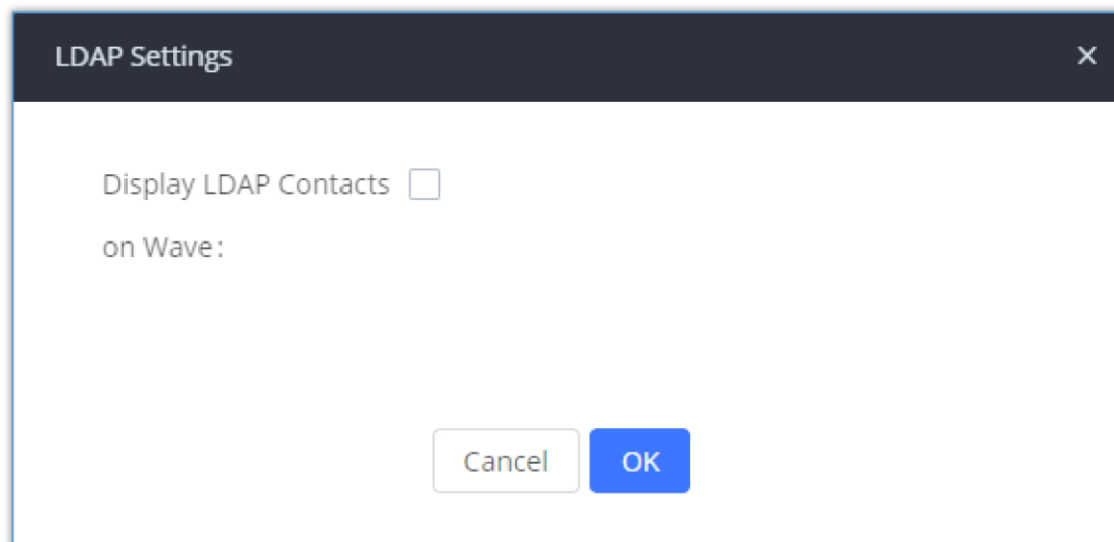 LDAP Settings
Display LDAP Contacts
on Wave:
Cancel OK